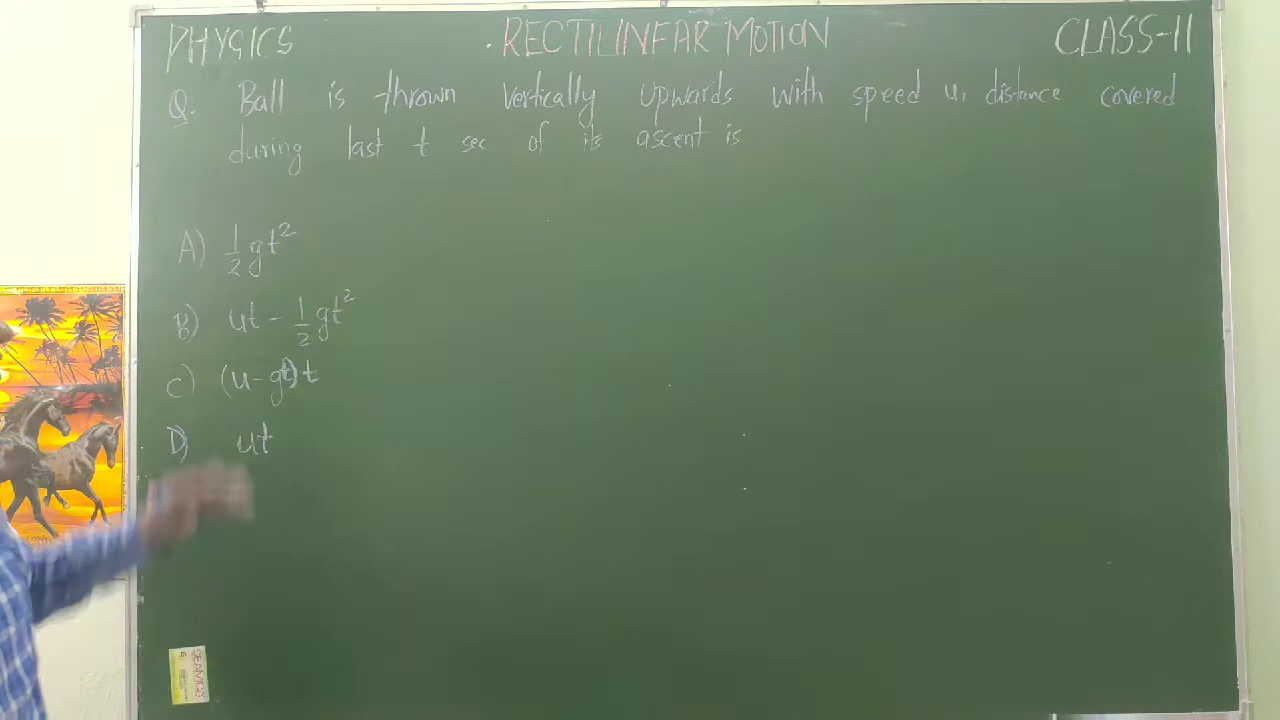 PHYSICS RECTILINEAR MOTION CLASS-11
Q. Ball is thrown vertically upwards with speed u, distance covered
during last t sec of its ascent is
A) 1/2 gt²
B) ut - 1/2 gt²
C) (u - gt) t
D) ut